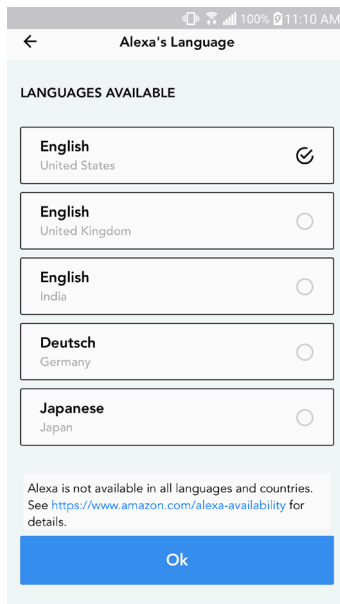 100% 11:10 AM
Alexa's Language
LANGUAGES AVAILABLE
English
United States
English
United Kingdom
English
India
Deutsch
Germany
Japanese
Japan
Alexa is not available in all languages and countries.
See https://www.amazon.com/alexa-availability for
details.
Ok